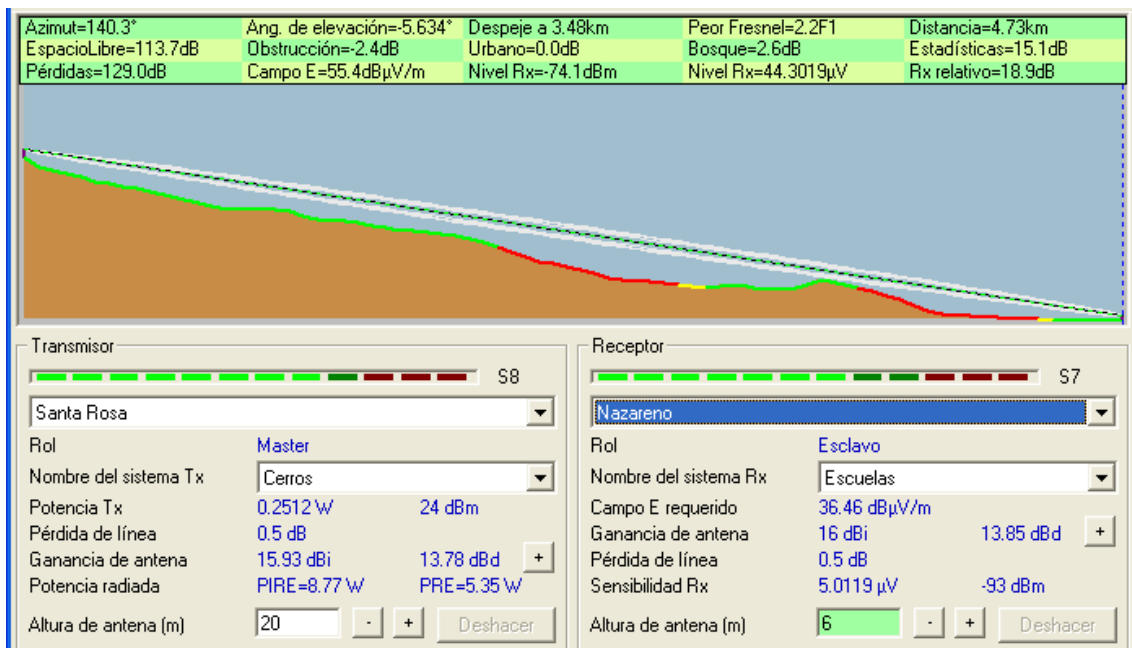 Azimut=140.3° Ang. de elevación=-5.634° Despeje a 3.48km Peor Fresnel=2.2F1 Distancia=4.73km
EspacioLibre=113.7dB Obstrucción=-2.4dB Urbano=0.0dB Bosque=2.6dB Estadísticas=15.1dB
Pérdidas=129.0dB Campo E=55.4dBµV/m Nivel Rx=-74.1dBm Nivel Rx=44.3019µV Rx relativo=18.9dB
Transmisor
S8
Santa Rosa
Rol Master
Nombre del sistema Tx Cerros
Potencia Tx 0.2512 W 24 dBm
Pérdida de línea 0.5 dB
Ganancia de antena 15.93 dBi 13.78 dBd +
Potencia radiada PIRE=8.77 W PRE=5.35 W
Altura de antena (m) 20 - + Deshacer
Receptor
S7
Nazareno
Rol Esclavo
Nombre del sistema Rx Escuelas
Campo E requerido 36.46 dBµV/m
Ganancia de antena 16 dBi 13.85 dBd +
Pérdida de línea 0.5 dB
Sensibilidad Rx 5.0119 µV -93 dBm
Altura de antena (m) 6 - + Deshacer